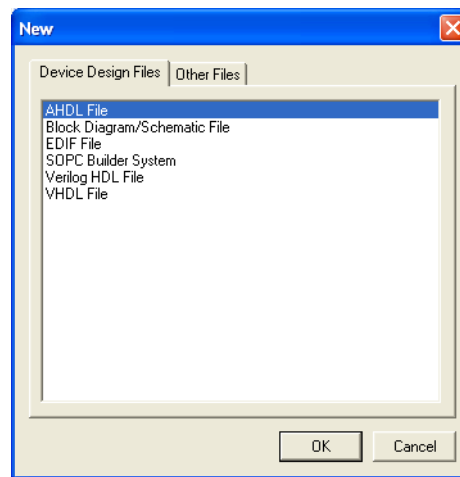 New
Device Design Files Other Files
AHDL File
Block Diagram/Schematic File
EDIF File
SOPC Builder System
Verilog HDL File
VHDL File
OK Cancel